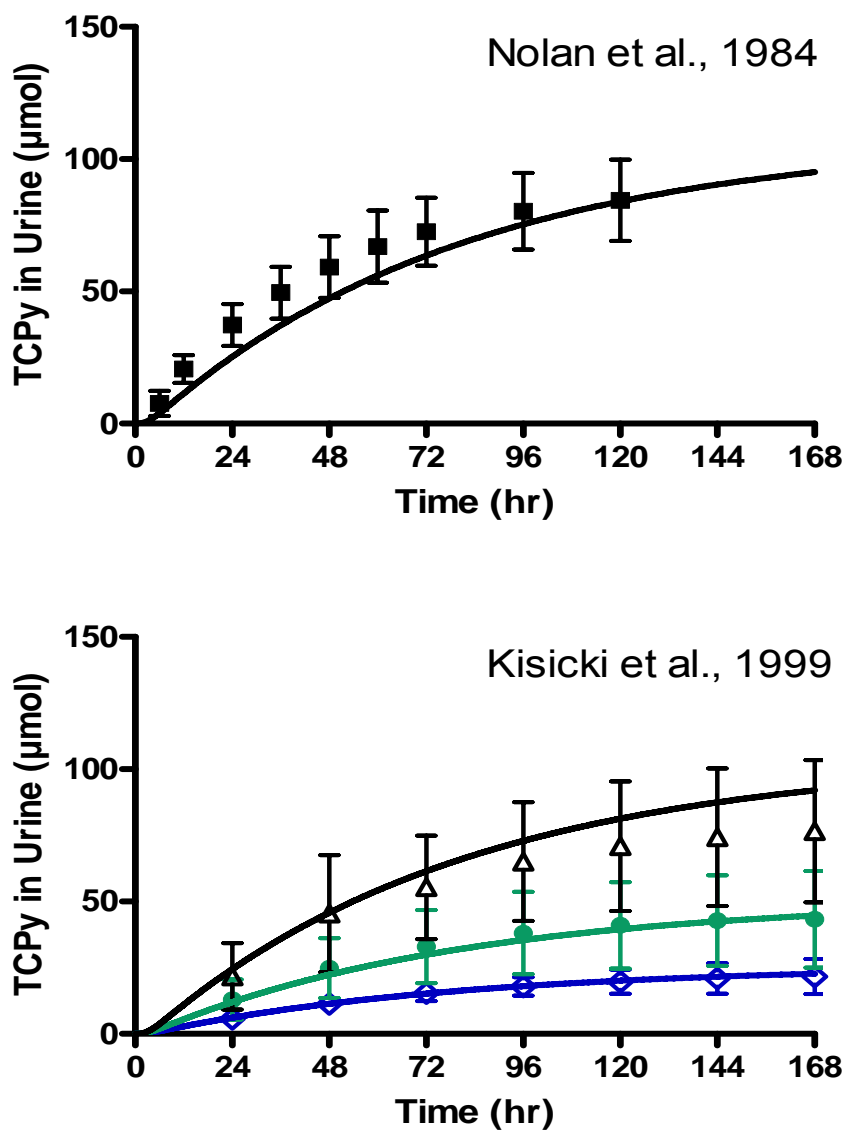 Nolan et al., 1984
TCPy in Urine (µmol)
150
100
50
0
0 24 48 72 96 120 144 168
Time (hr)
Kisicki et al., 1999
TCPy in Urine (µmol)
150
100
50
0
0 24 48 72 96 120 144 168
Time (hr)